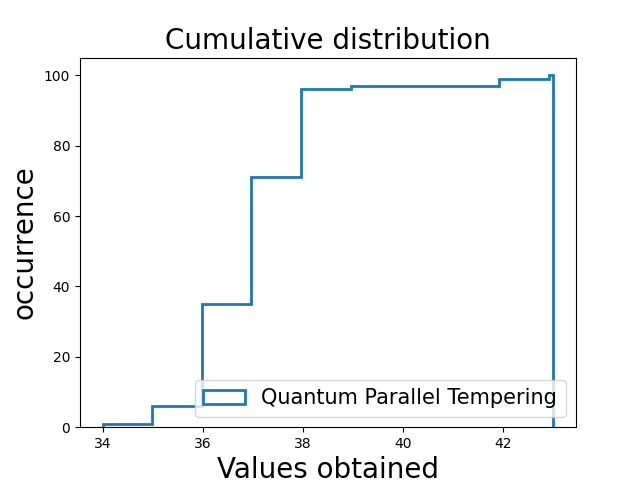 Cumulative distribution
occurrence
100
80
60
40
20
0
Quantum Parallel Tempering
34 36 38 40 42
Values obtained